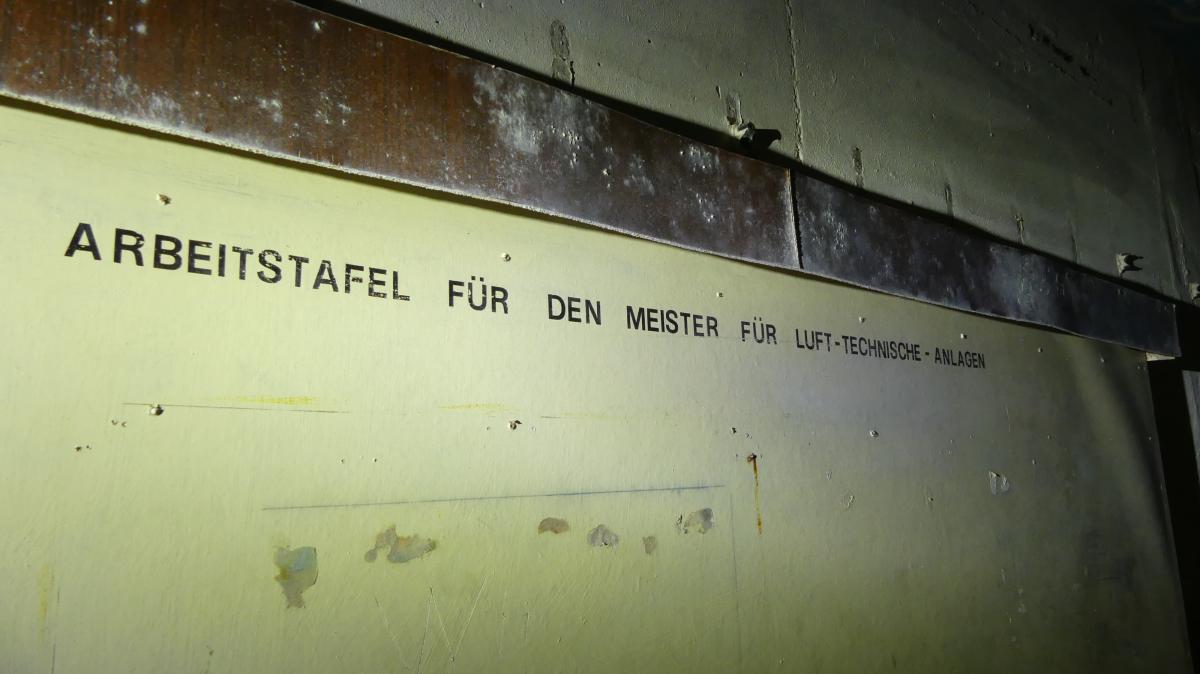 ARBEITSTAFEL FÜR DEN MEISTER FÜR LUFT-TECHNISCHE-ANLAGEN